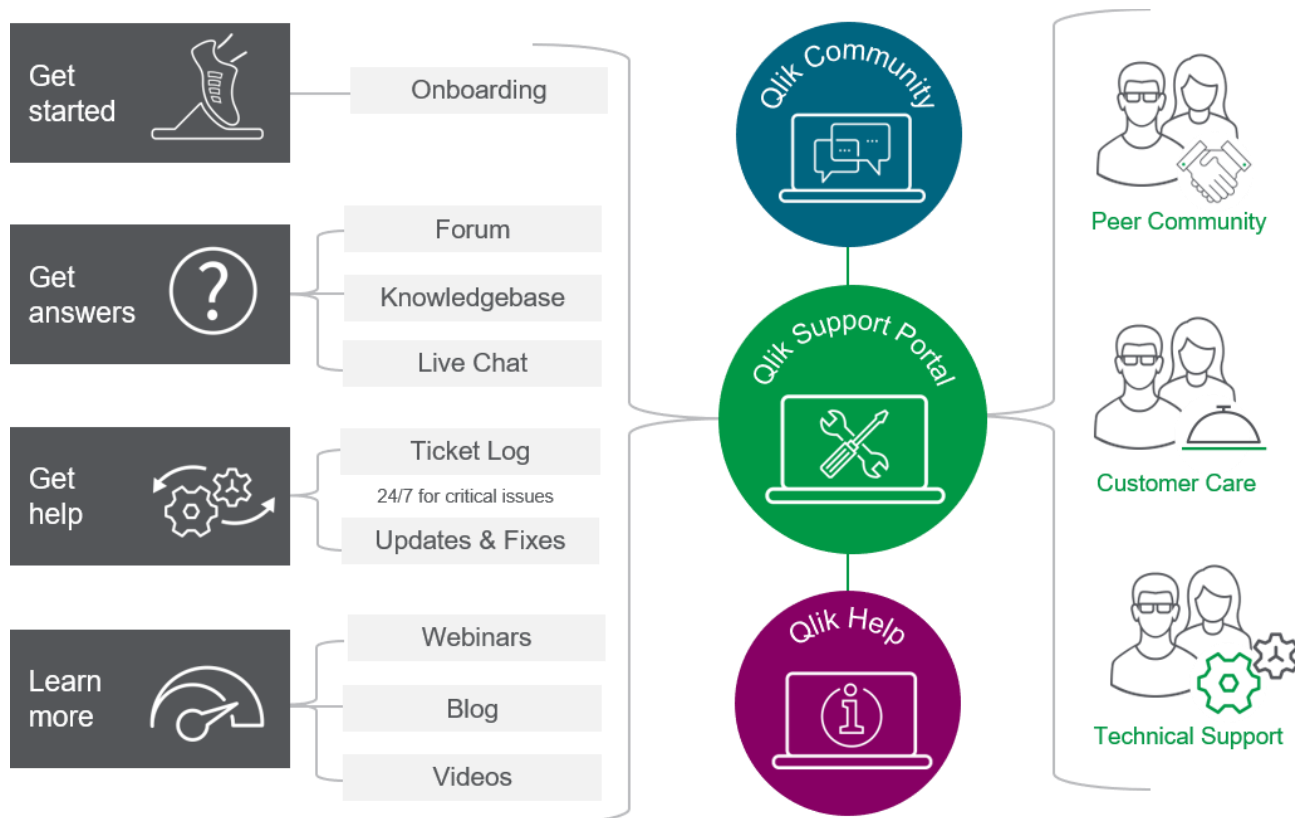 Get
started
Onboarding
Get
answers
Forum
Knowledgebase
Live Chat
Get
help
Ticket Log
24/7 for critical issues
Updates & Fixes
Learn
more
Webinars
Blog
Videos
Qlik Community
Qlik Support Portal
Qlik Help
i
Peer Community
Customer Care
Technical Support